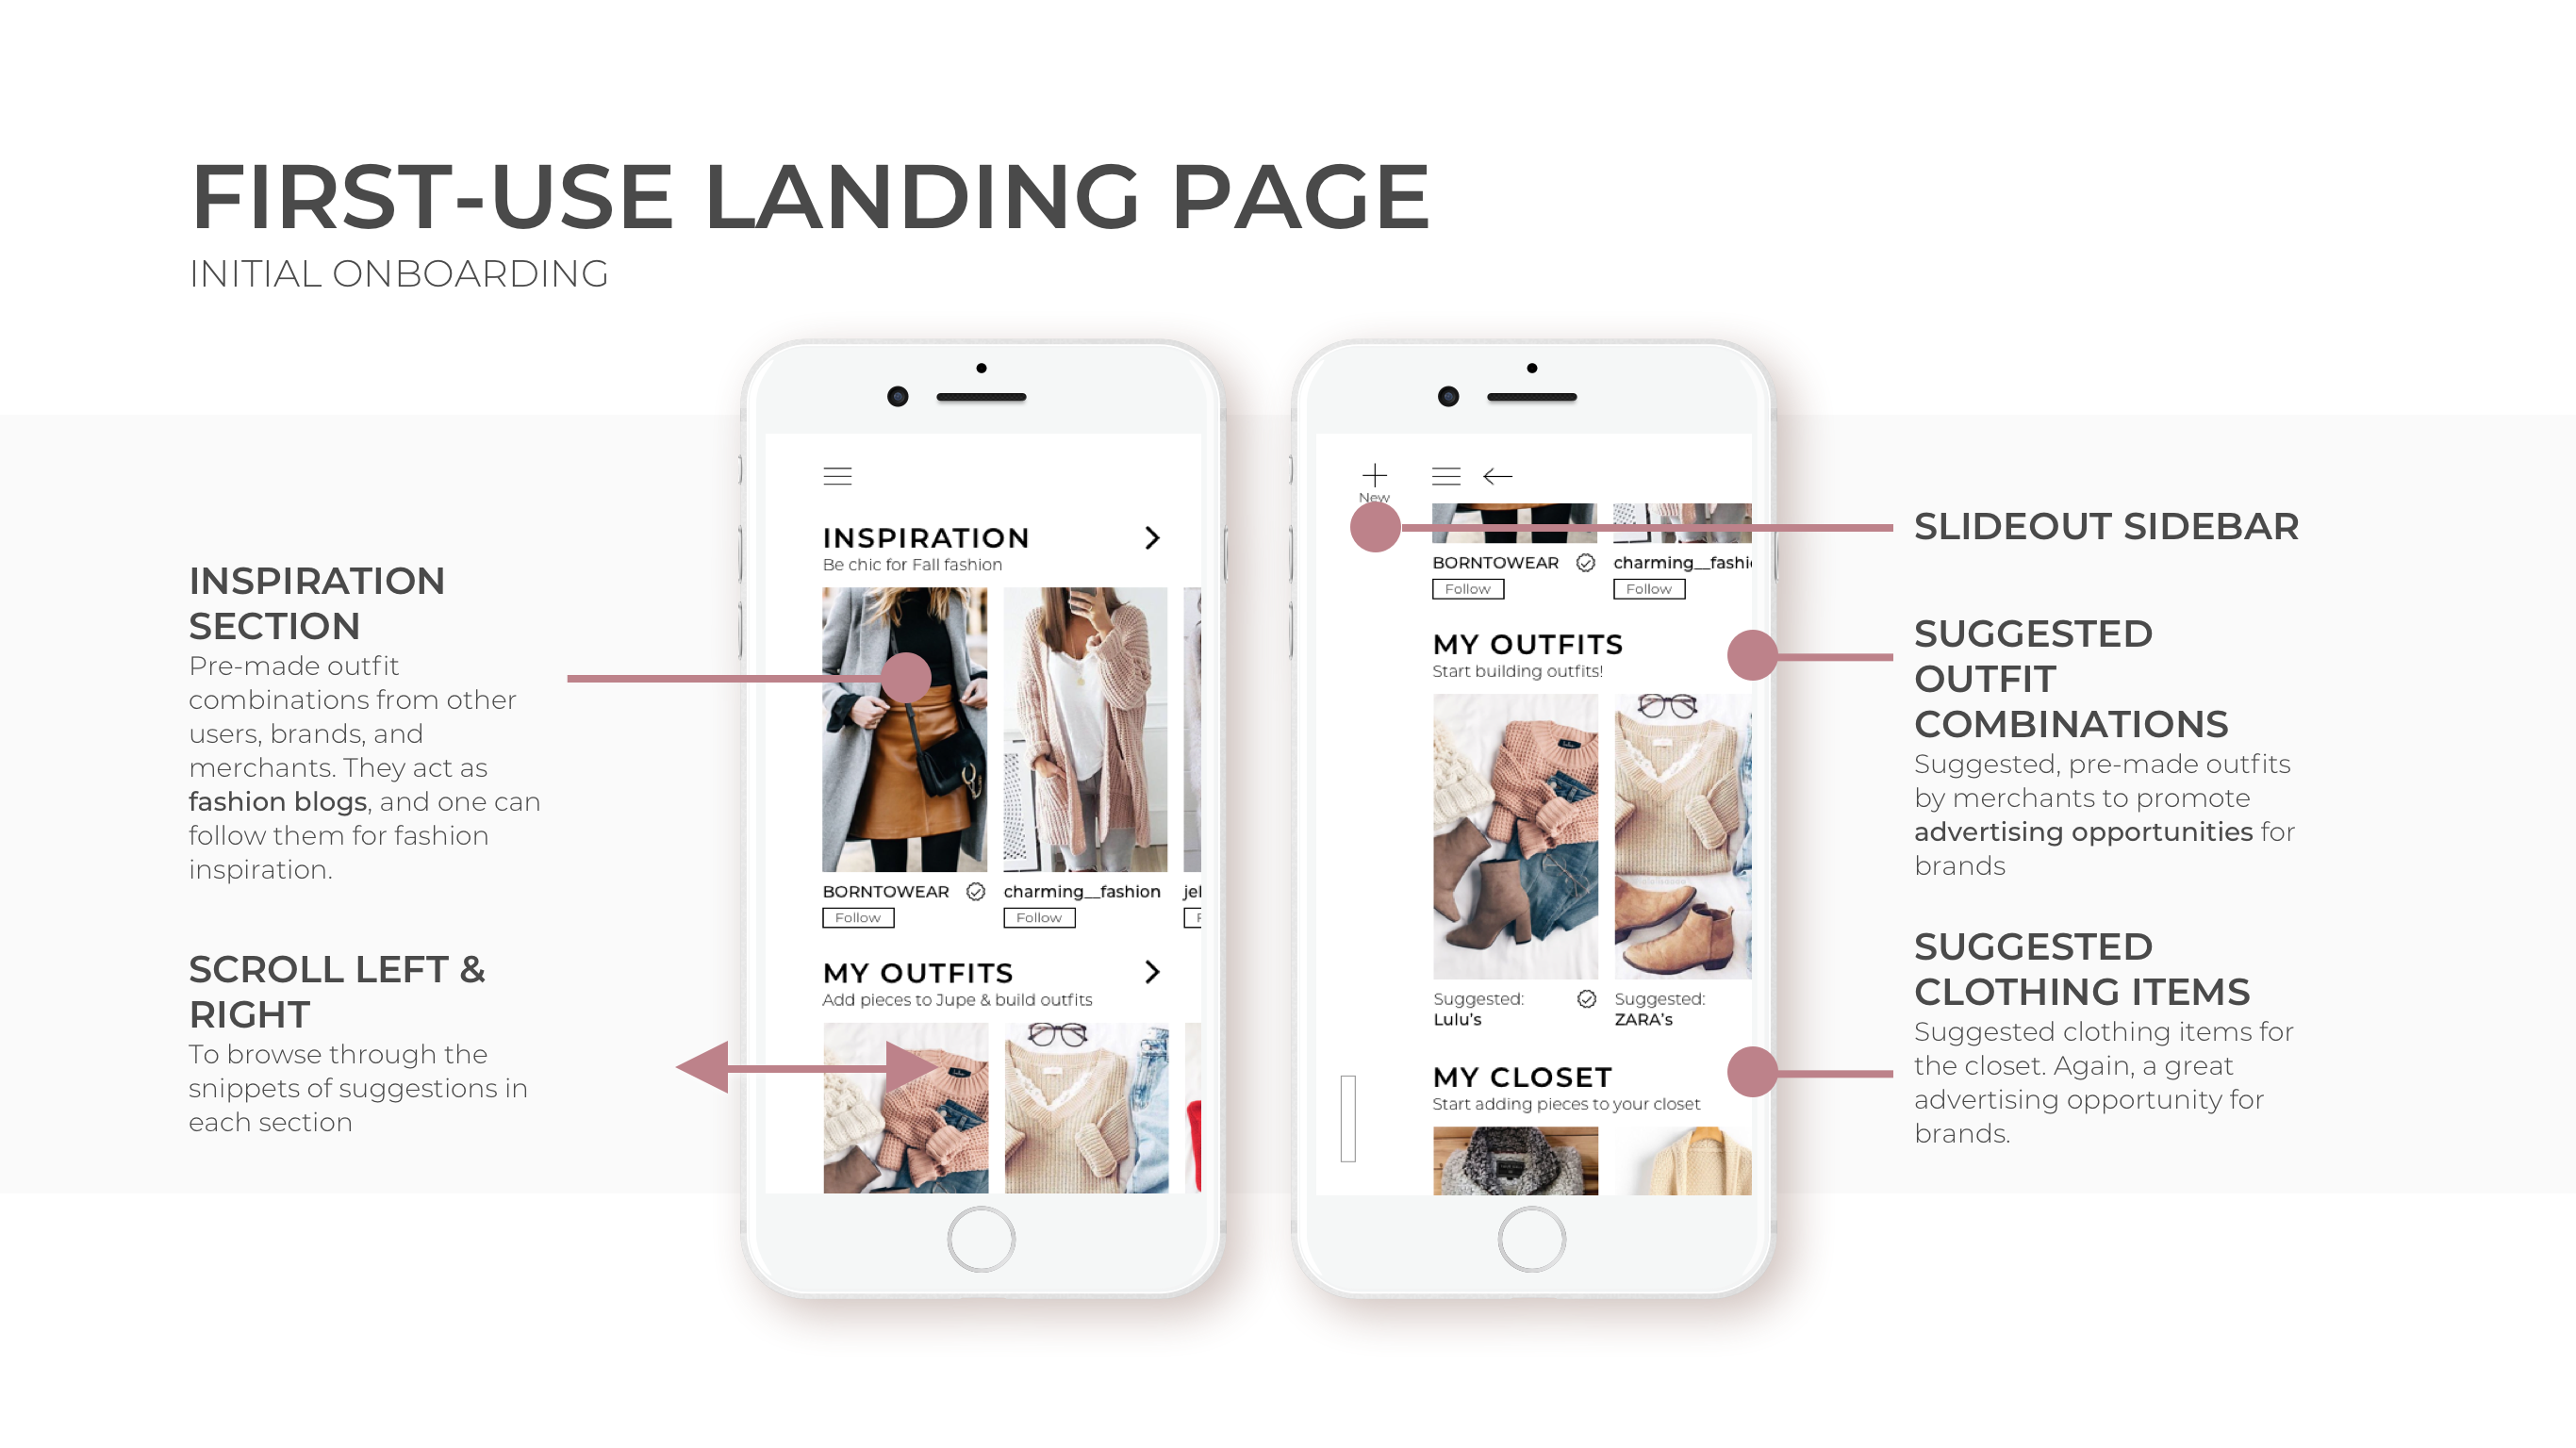 FIRST-USE LANDING PAGE
INITIAL ONBOARDING
INSPIRATION
SECTION
Pre-made outfit
combinations from other
users, brands, and
merchants. They act as
fashion blogs, and one can
follow them for fashion
inspiration.
SCROLL LEFT &
RIGHT
To browse through the
snippets of suggestions in
each section
INSPIRATION
Be chic for Fall fashion
BORNTOWEAR
charming__fashion
jel
Follow
Follow
F
MY OUTFITS
Add pieces to Jupe & build outfits
New
BORNTOWEAR
charming__fashi
Follow
Follow
MY OUTFITS
Start building outfits!
Suggested:
Lulu's
Suggested:
ZARA's
MY CLOSET
Start adding pieces to your closet
SLIDEOUT SIDEBAR
SUGGESTED
OUTFIT
COMBINATIONS
Suggested, pre-made outfits
by merchants to promote
advertising opportunities for
brands
SUGGESTED
CLOTHING ITEMS
Suggested clothing items for
the closet. Again, a great
advertising opportunity for
brands.